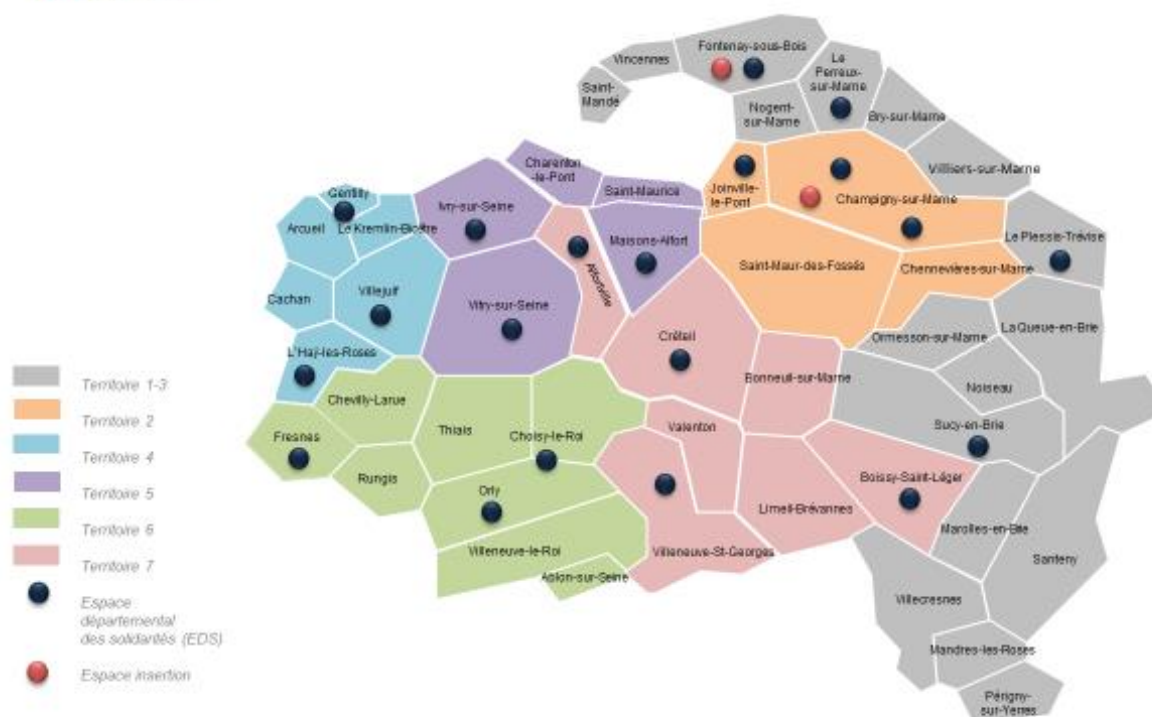 Fontenay-sous-Bois
Vincennes
Le
Perreux-
sur-Marne
Saint-
Mandé
Nogent-
sur-Marne
Bry-sur-Marne
Villiers-sur-Marne
Charenton
-le-Pont
Saint-Maurice
Joinville-
le-Pont
Champigny-sur-Marne
Gentilly
Ivry-sur-Seine
Arcueil
Le Kremlin-Bicêtre
Maisons-Alfort
Alfortville
Saint-Maur-des-Fossés
Chennevières-sur-Marne
Le Plessis-Trévise
Cachan
Villejuif
Vitry-sur-Seine
Créteil
Ormesson-sur-Marne
La Queue-en-Brie
L'Haÿ-les-Roses
Bonneuil-sur-Marne
Noiseau
Chevilly-Larue
Thiais
Choisy-le-Roi
Valenton
Sucy-en-Brie
Fresnes
Rungis
Orly
Boissy-Saint-Léger
Limeil-Brévannes
Marolles-en-Brie
Villeneuve-le-Roi
Villeneuve-St-Georges
Santeny
Ablon-sur-Seine
Villecresnes
Mandres-les-Roses
Périgny
-sur-Yerres
Territoire 1-3
Territoire 2
Territoire 4
Territoire 5
Territoire 6
Territoire 7
Espace
départemental
des solidarités (EDS)
Espace insertion